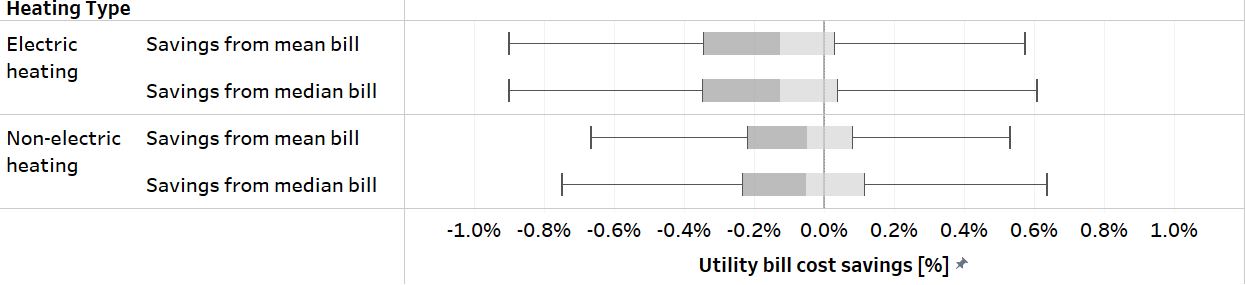 Heating Type
Electric
heating
Savings from mean bill
Savings from median bill
Non-electric
heating
Savings from mean bill
Savings from median bill
-1.0% -0.8% -0.6% -0.4% -0.2% 0.0% 0.2% 0.4% 0.6% 0.8% 1.0%
Utility bill cost savings [%]